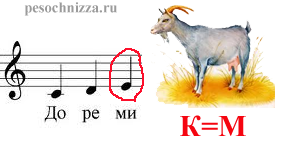 pesochnizza.ru
До ре ми
К=М